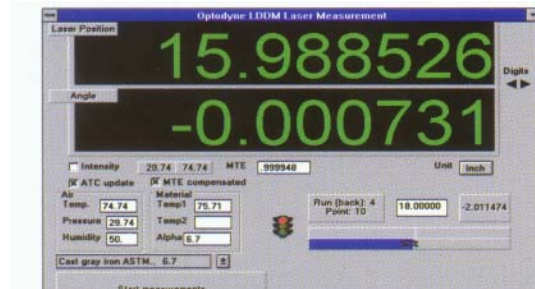 Optodyne LDDM Laser Measurement
Laser Position
15.988526
Digits
Angle
-0.000731
Intensity 29.74 74.74 MTE .999948 Unit Inch
ATC update MTE compensated
Air Material
Temp. 74.74 Temp1 75.71
Run (back): 4
Point: 10
18.00000 -2.011474
Pressure 29.74 Temp2
Humidity 50. Alpha 6.7
Cast gray iron ASTM.. 6.7
Start measurements